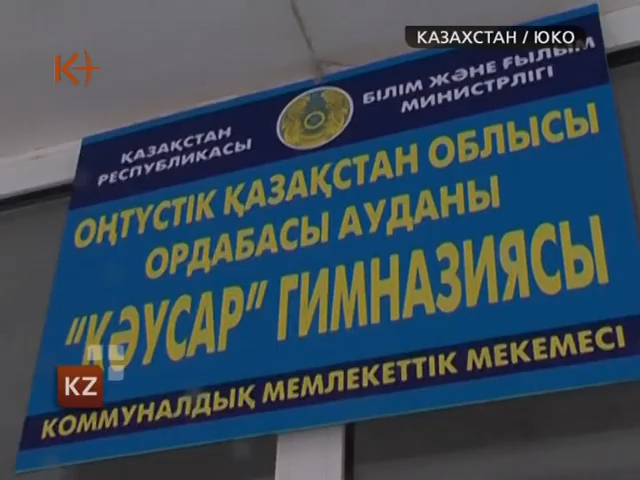 КАЗАХСТАН / ЮКО
K+
ҚАЗАҚСТАН
РЕСПУБЛИКАСЫ
БІЛІМ ЖӘНЕ ҒЫЛЫМ
МИНИСТРЛІГІ
ОҢТҮСТІК ҚАЗАҚСТАН ОБЛЫСЫ
ОРДАБАСЫ АУДАНЫ
"КӘУСАР" ГИМНАЗИЯСЫ
КОММУНАЛДЫҚ МЕМЛЕКЕТТІК МЕКЕМЕСІ
KZ